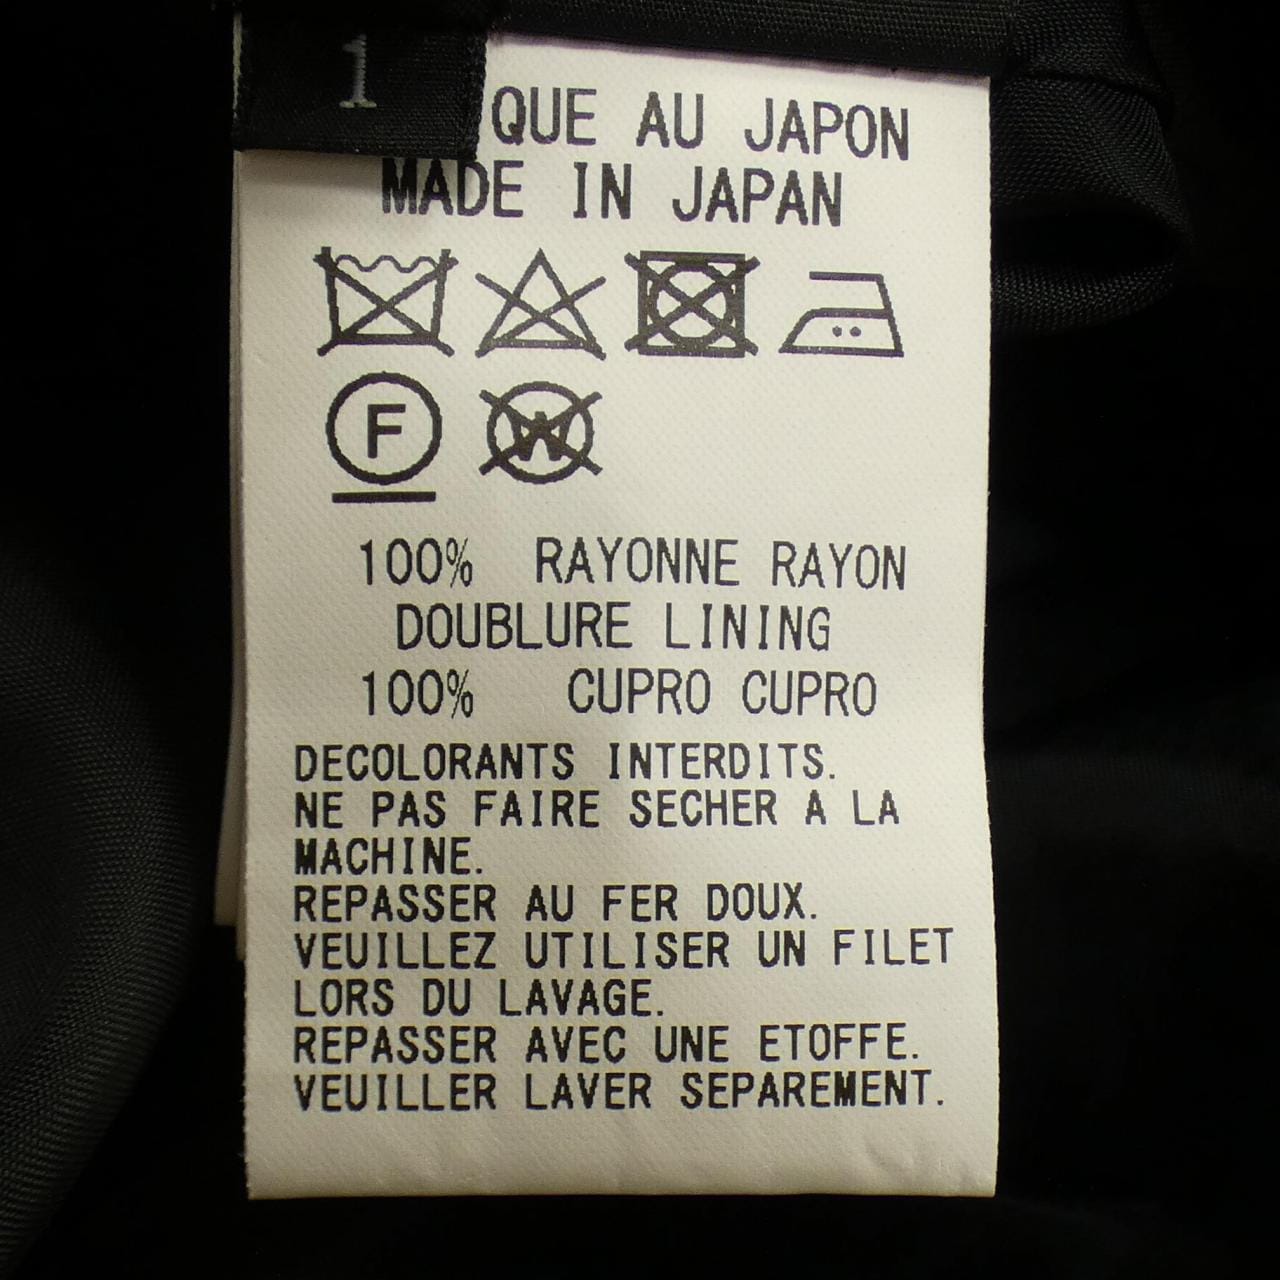 1
QUE AU JAPON
MADE IN JAPAN
F
W
100% RAYONNE RAYON
DOUBLURE LINING
100% CUPRO CUPRO
DECOLORANTS INTERDITS.
NE PAS FAIRE SECHER A LA
MACHINE.
REPASSER AU FER DOUX.
VEUILLEZ UTILISER UN FILET
LORS DU LAVAGE.
REPASSER AVEC UNE ETOFFE.
VEUILLER LAVER SEPAREMENT.